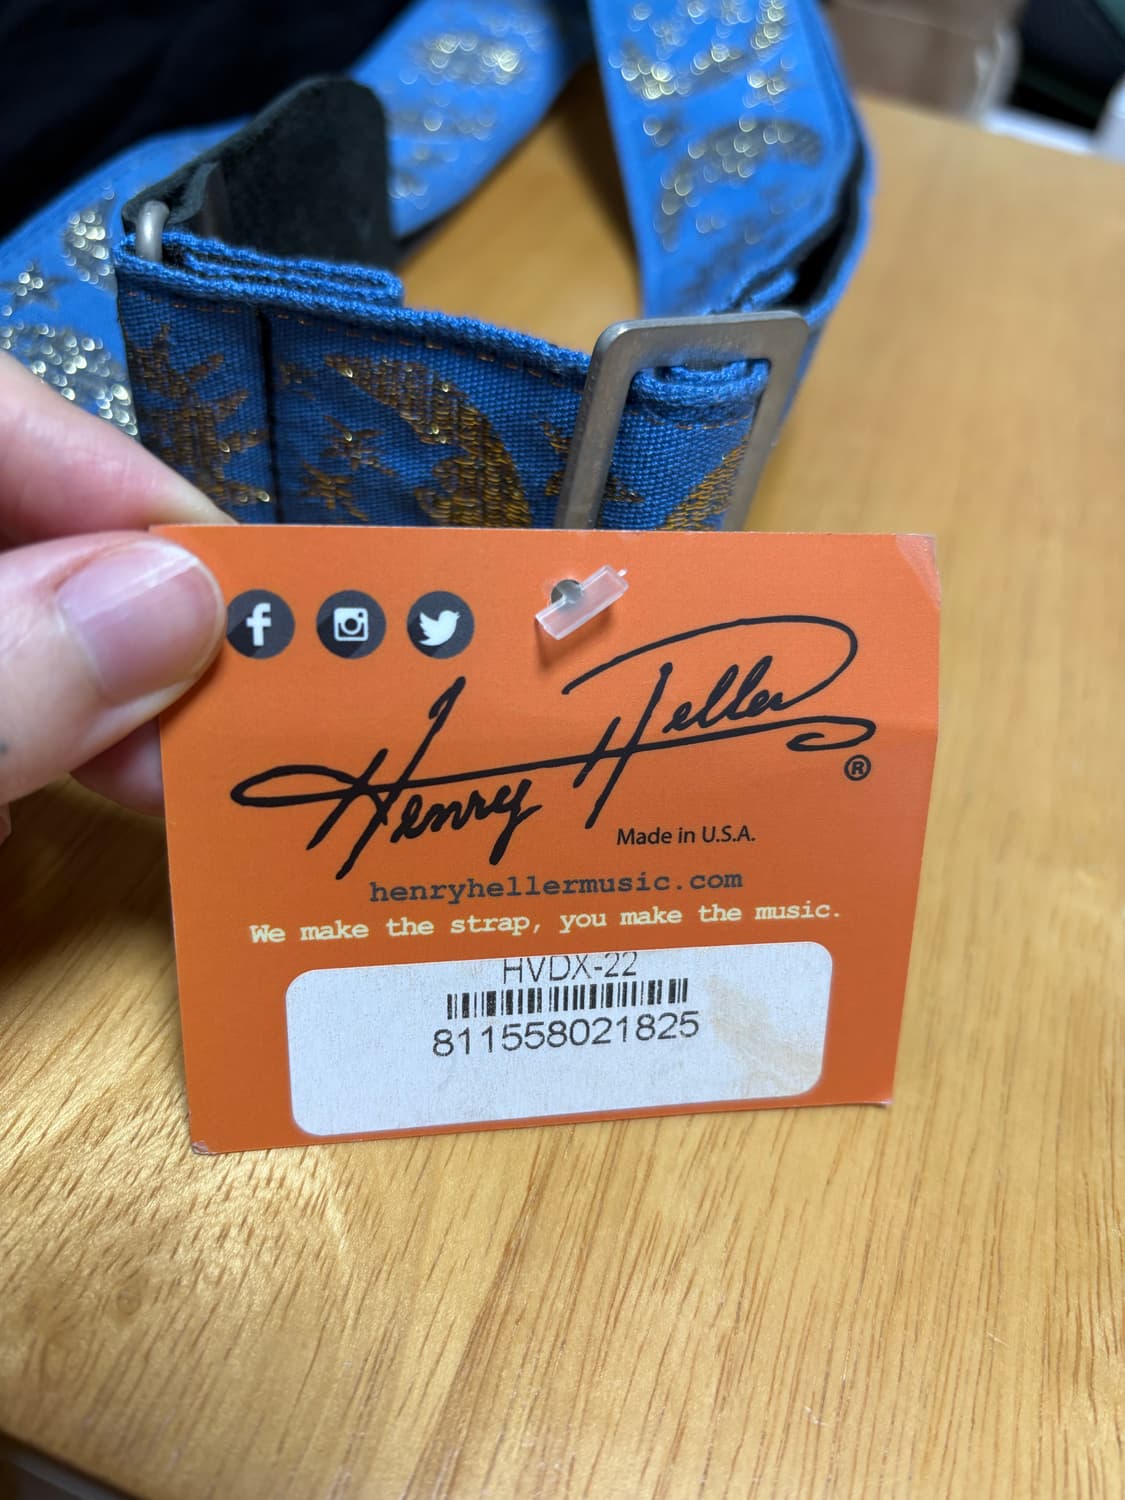 Henry Heller®
Made in U.S.A.
henryhellermusic.com
We make the strap, you make the music.
HVDX-22
811558021825